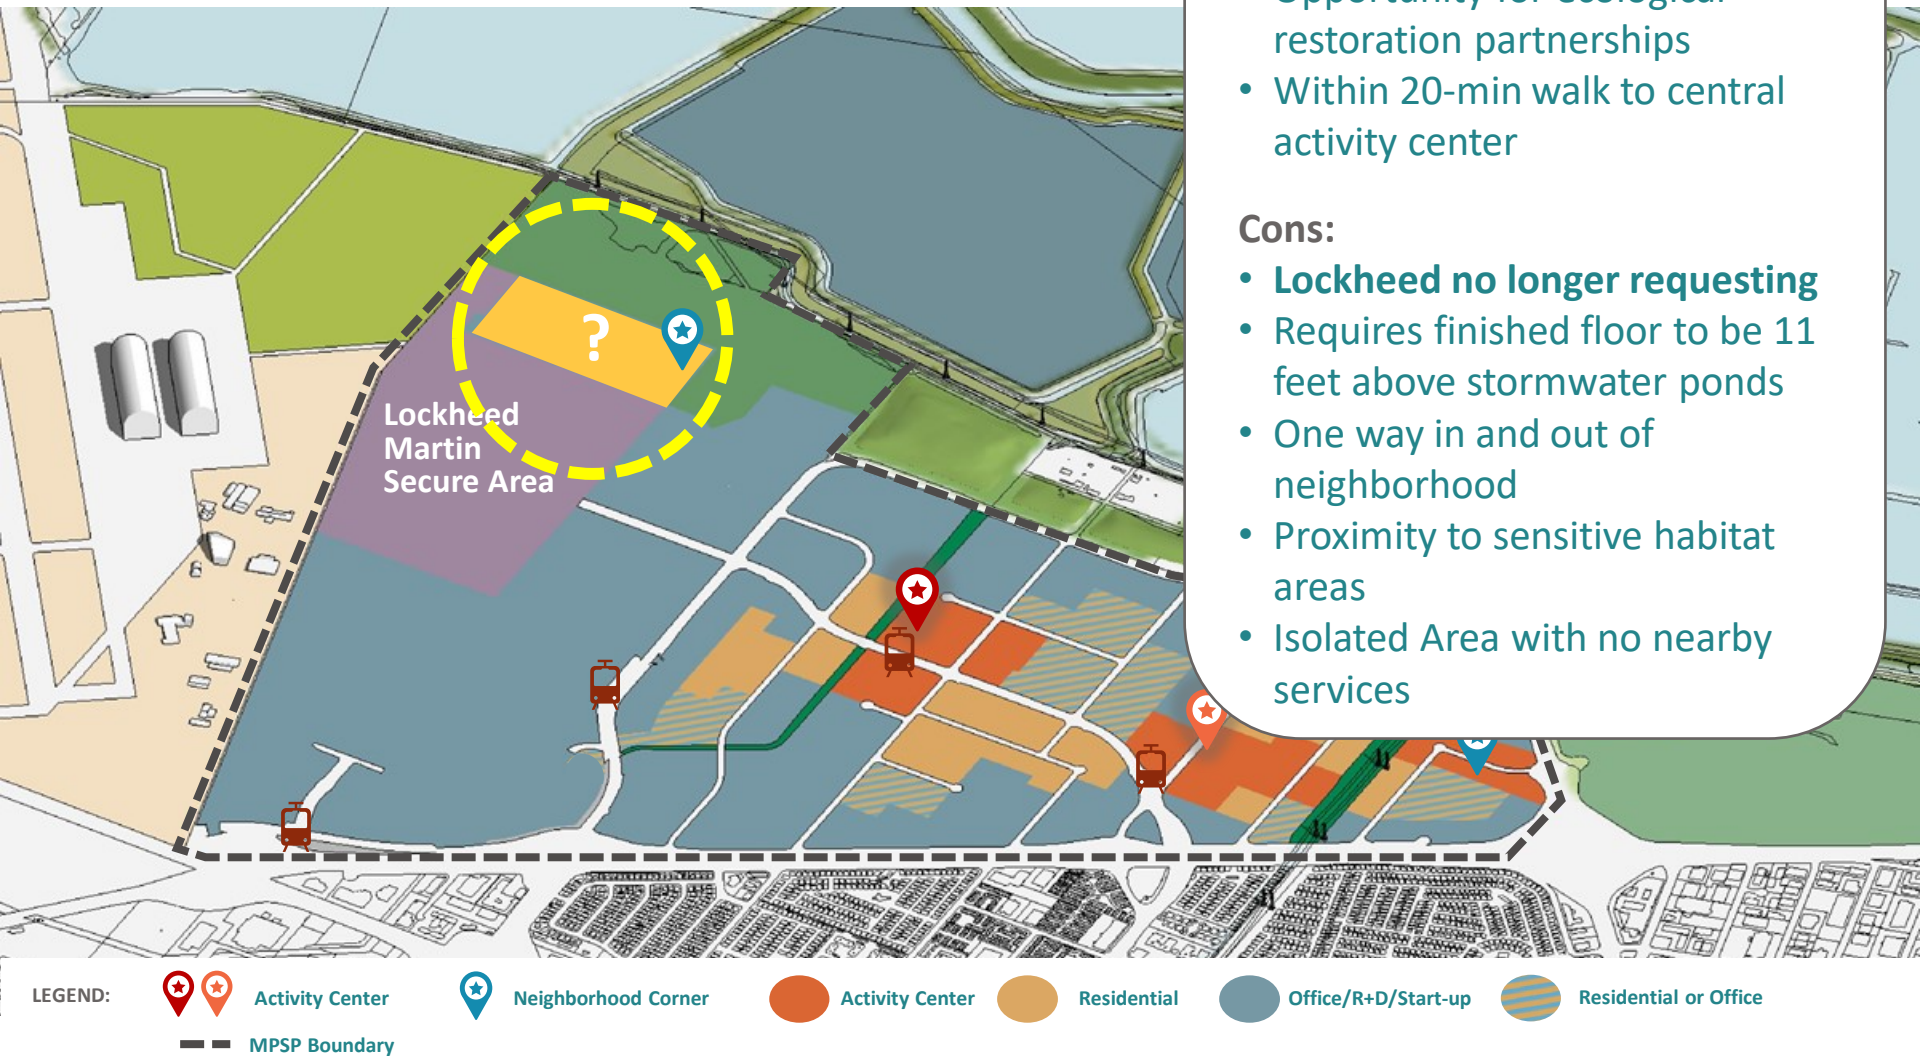 Opportunity for ecological
restoration partnerships
• Within 20-min walk to central
activity center
Cons:
• Lockheed no longer requesting
• Requires finished floor to be 11
feet above stormwater ponds
• One way in and out of
neighborhood
• Proximity to sensitive habitat
areas
• Isolated Area with no nearby
services
?
Lockheed
Martin
Secure Area
LEGEND:
Activity Center
Neighborhood Corner
Activity Center
Residential
Office/R+D/Start-up
Residential or Office
MPSP Boundary